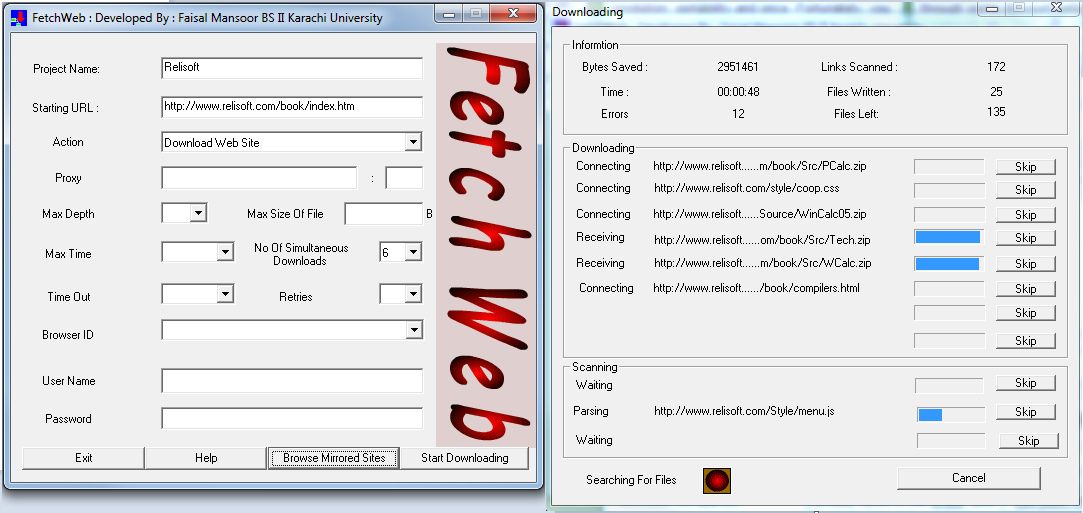 FetchWeb : Developed By : Faisal Mansoor BS II Karachi University
Project Name: Relisoft
Starting URL : http://www.relisoft.com/book/index.htm
Action Download Web Site
Proxy :
Max Depth Max Size Of File B
Max Time No Of Simultaneous Downloads 6
Time Out Retries
Browser ID
User Name
Password
Exit Help Browse Mirrored Sites Start Downloading
Fetch Web
Downloading
Informtion
Bytes Saved : 2951461 Links Scanned : 172
Time : 00:00:48 Files Written : 25
Errors 12 Files Left: 135
Downloading
Connecting http://www.relisoft......m/book/Src/PCalc.zip Skip
Connecting http://www.relisoft.com/style/coop.css Skip
Connecting http://www.relisoft......Source/WinCalc05.zip Skip
Receiving http://www.relisoft......om/book/Src/Tech.zip Skip
Receiving http://www.relisoft......m/book/Src/WCalc.zip Skip
Connecting http://www.relisoft....../book/compilers.html Skip
Skip
Skip
Scanning
Waiting Skip
Parsing http://www.relisoft.com/Style/menu.js Skip
Waiting Skip
Searching For Files Cancel